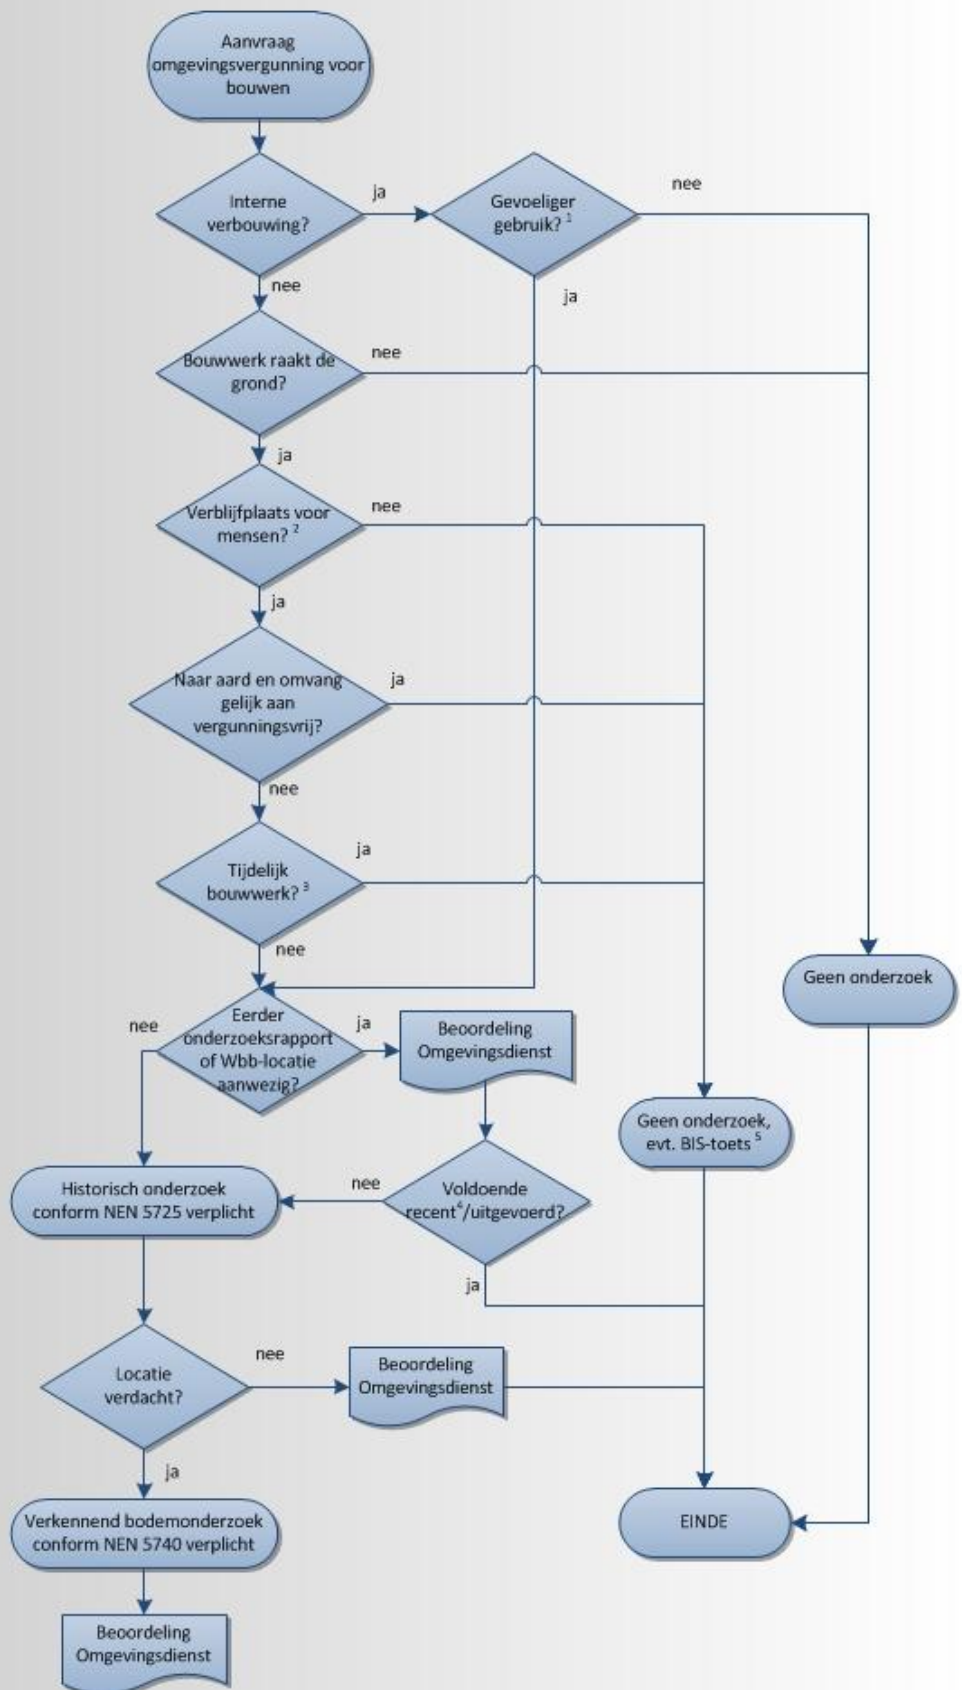 Aanvraag
omgevingsvergunning voor
bouwen
Interne
verbouwing?
ja
Gevoeliger
gebruik? 1
nee
nee
ja
Bouwwerk raakt de
grond?
nee
ja
Verblijfplaats voor
mensen? 2
nee
ja
Naar aard en omvang
gelijk aan
vergunningsvrij?
ja
nee
Tijdelijk
bouwwerk? 3
ja
nee
Geen onderzoek
nee
Eerder
onderzoeksrapport
of Wbb-locatie
aanwezig?
ja
Beoordeling
Omgevingsdienst
Geen onderzoek,
evt. BIS-toets 5
Historisch onderzoek
conform NEN 5725 verplicht
nee
Voldoende
recent4/uitgevoerd?
ja
Locatie
verdacht?
nee
Beoordeling
Omgevingsdienst
ja
Verkennend bodemonderzoek
conform NEN 5740 verplicht
EINDE
Beoordeling
Omgevingsdienst